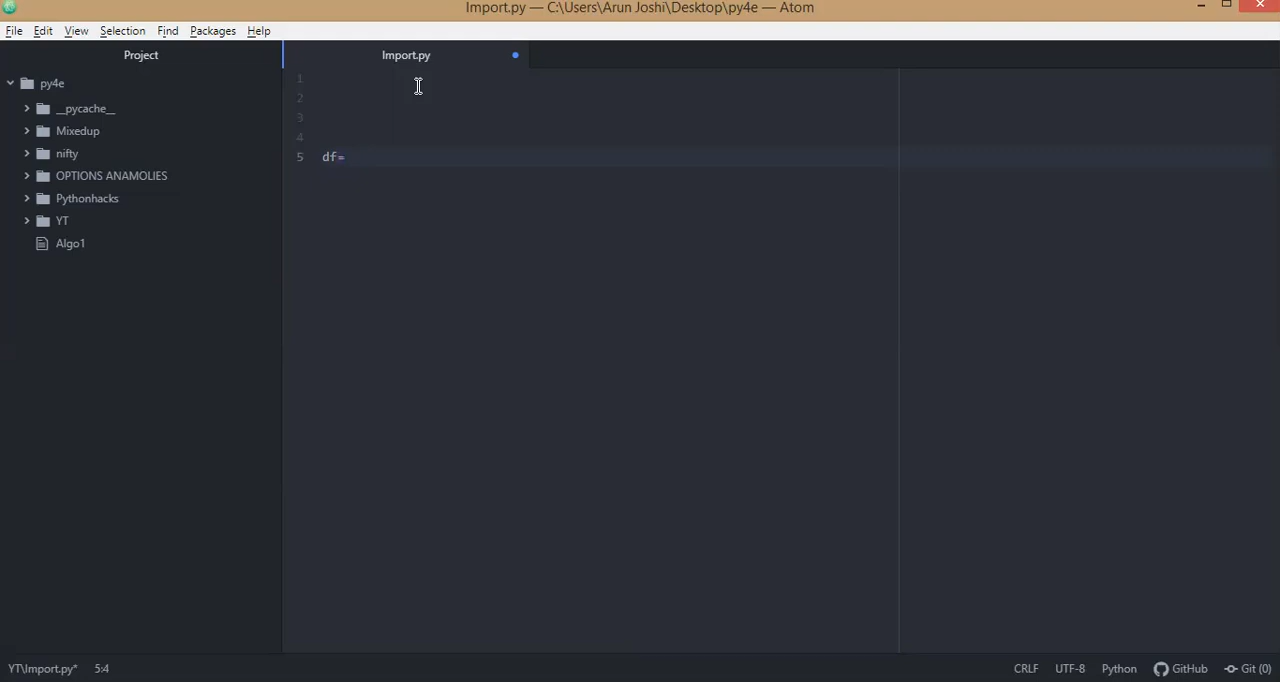 Import.py — C:\Users\Arun Joshi\Desktop\py4e — Atom
File Edit View Selection Find Packages Help
Project
Import.py
py4e
__pycache__
Mixedup
nifty
OPTIONS ANAMOLIES
Pythonhacks
YT
Algo1
1
2
3
4
5 df=
YT\Import.py* 5:4 CRLF UTF-8 Python GitHub Git (0)